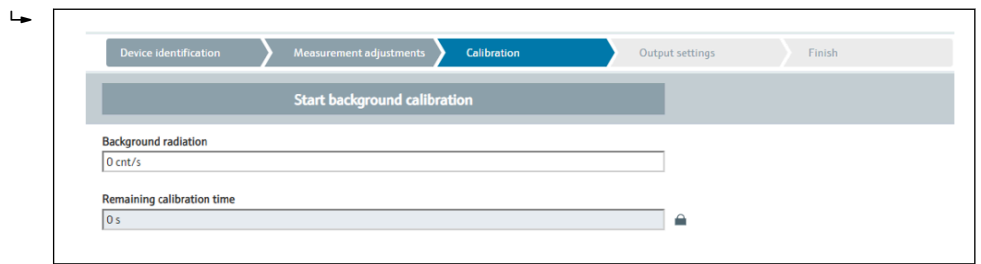 Device identification Measurement adjustments Calibration Output settings Finish
Start background calibration
Background radiation
0 cnt/s
Remaining calibration time
0 s